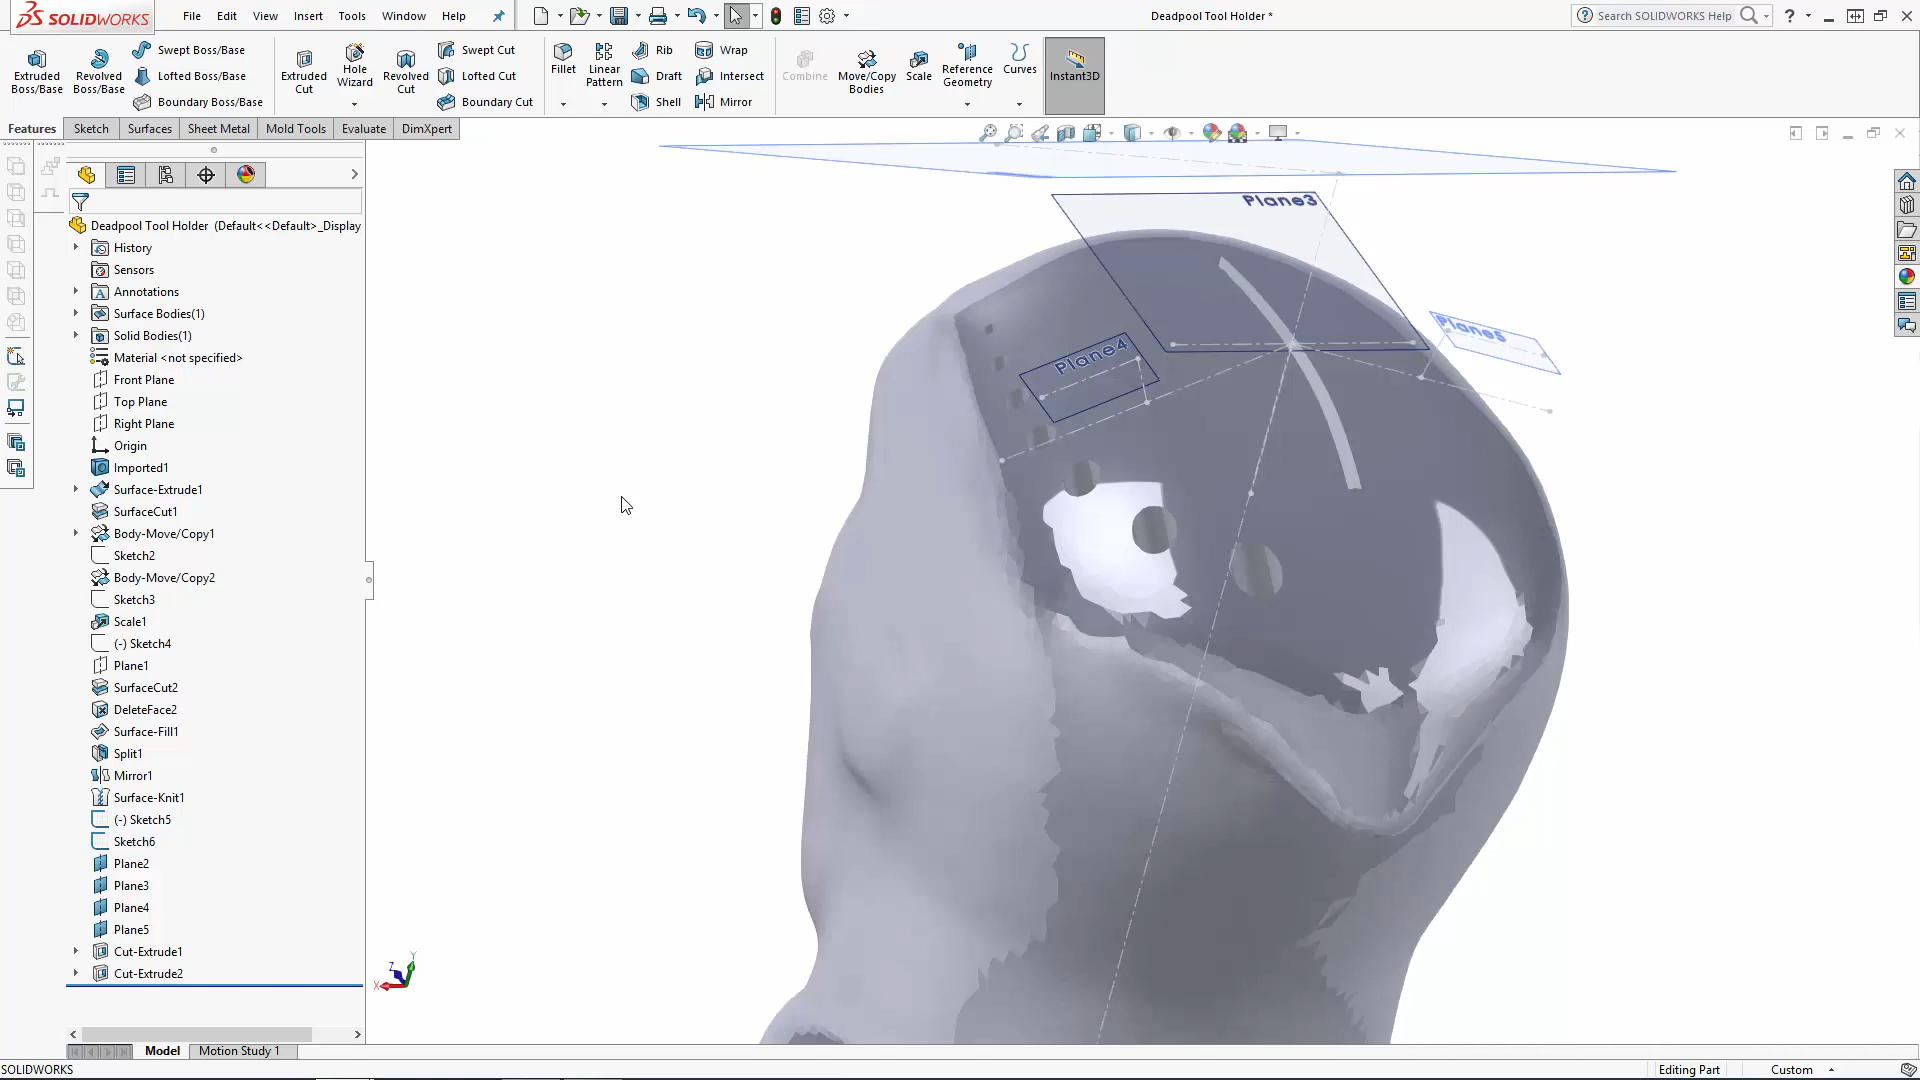 SOLIDWORKS
File Edit View Insert Tools Window Help
Deadpool Tool Holder *
Search SOLIDWORKS Help
Extruded Boss/Base
Revolved Boss/Base
Swept Boss/Base
Lofted Boss/Base
Boundary Boss/Base
Extruded Cut
Hole Wizard
Revolved Cut
Swept Cut
Lofted Cut
Boundary Cut
Fillet
Linear Pattern
Rib
Draft
Shell
Wrap
Intersect
Mirror
Combine
Move/Copy Bodies
Scale
Reference Geometry
Curves
Instant3D
Features Sketch Surfaces Sheet Metal Mold Tools Evaluate DimXpert
Deadpool Tool Holder (Default<<Default>_Display
History
Sensors
Annotations
Surface Bodies(1)
Solid Bodies(1)
Material <not specified>
Front Plane
Top Plane
Right Plane
Origin
Imported1
Surface-Extrude1
SurfaceCut1
Body-Move/Copy1
Sketch2
Body-Move/Copy2
Sketch3
Scale1
(-) Sketch4
Plane1
SurfaceCut2
DeleteFace2
Surface-Fill1
Split1
Mirror1
Surface-Knit1
(-) Sketch5
Sketch6
Plane2
Plane3
Plane4
Plane5
Cut-Extrude1
Cut-Extrude2
Plane3
Plane4
Plane5
X Y Z
Model Motion Study 1
SOLIDWORKS
Editing Part Custom